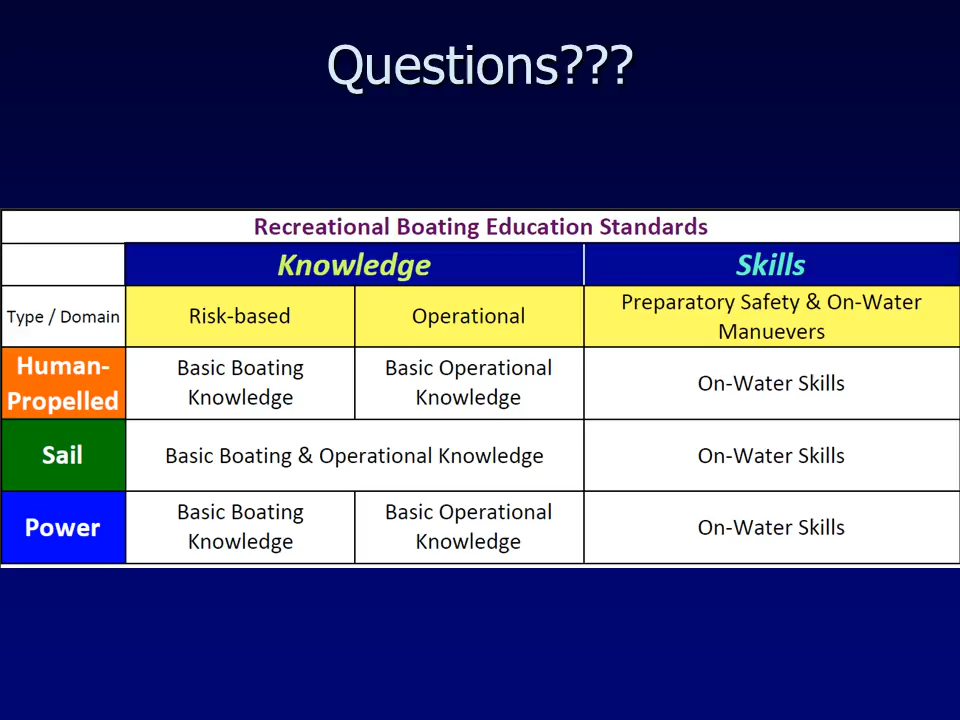 Questions???
Recreational Boating Education Standards
Knowledge Skills
Type / Domain Risk-based Operational Preparatory Safety & On-Water
Manuevers
Human-
Propelled
Basic Boating
Knowledge
Basic Operational
Knowledge
On-Water Skills
Sail Basic Boating & Operational Knowledge On-Water Skills
Power
Basic Boating
Knowledge
Basic Operational
Knowledge
On-Water Skills